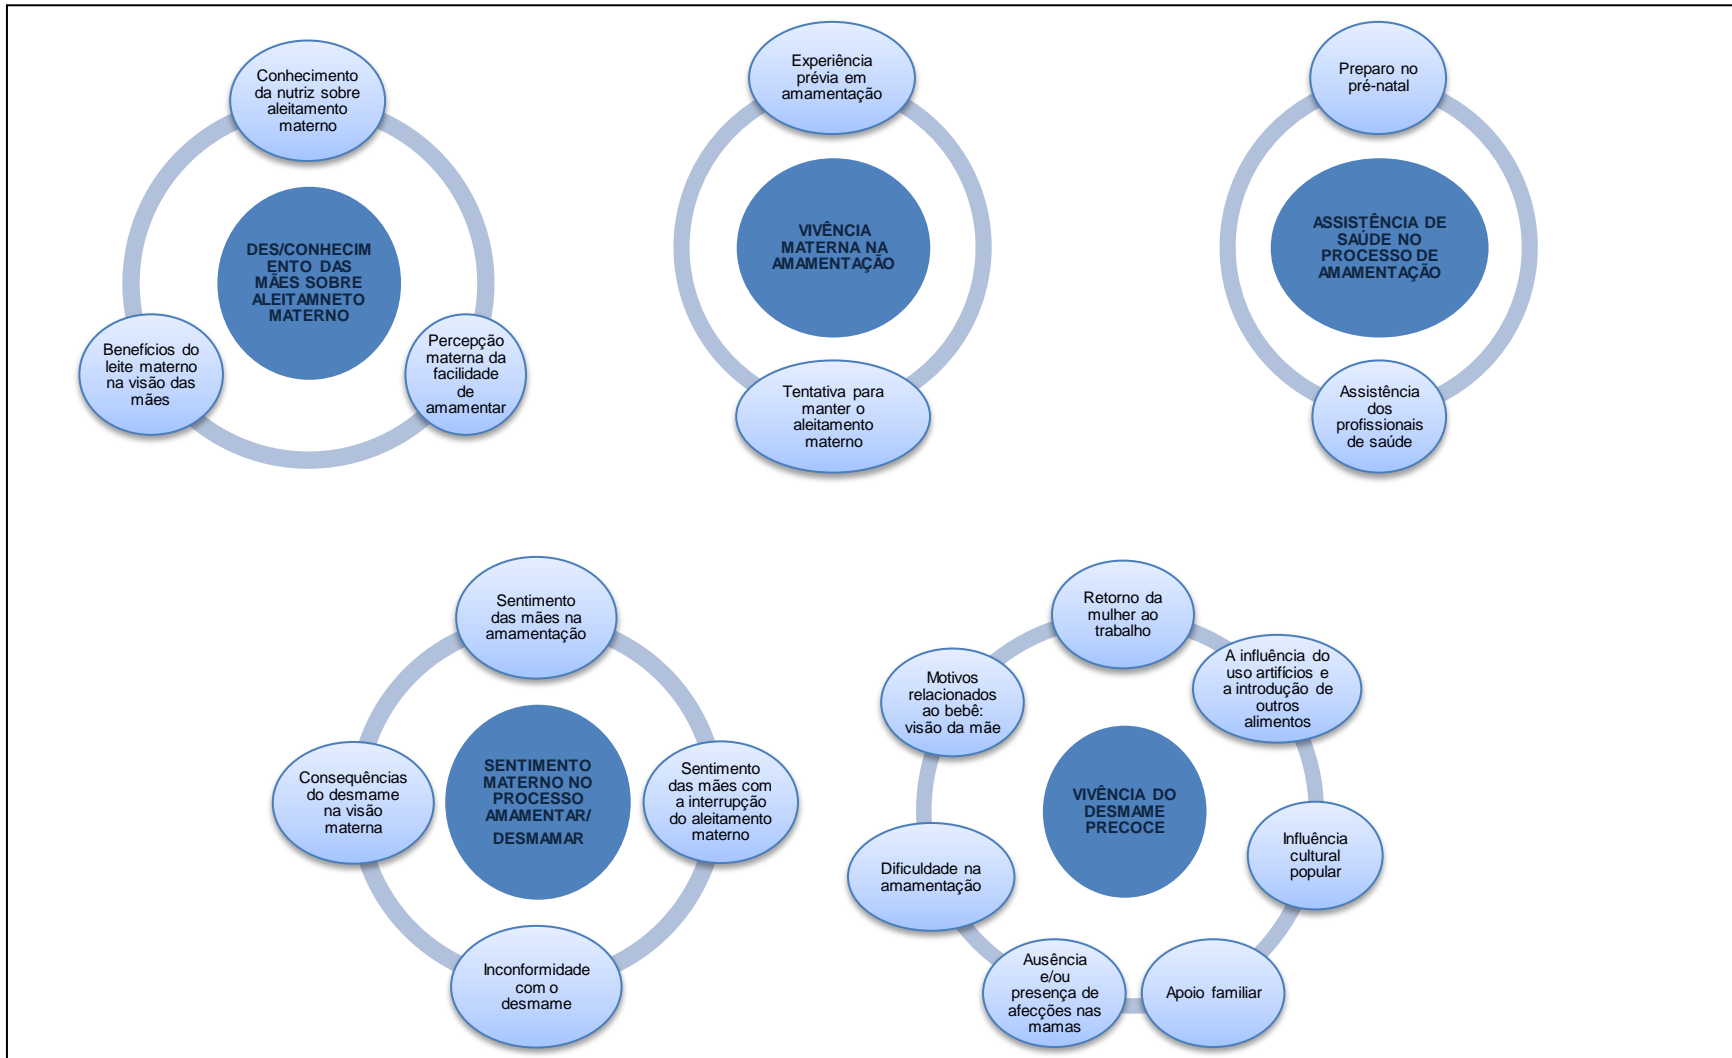 Conhecimento
da nutriz sobre
aleitamento
materno
DES/CONHECIM
ENTO DAS
MÃES SOBRE
ALEITAMNETO
MATERNO
Benefícios do
leite materno
na visão das
mães
Percepção
materna da
facilidade
de
amamentar
Experiência
prévia em
amamentação
VIVÊNCIA
MATERNA NA
AMAMENTAÇÃO
Tentativa para
manter o
aleitamento
materno
Preparo no
pré-natal
ASSISTÊNCIA DE
SAÚDE NO
PROCESSO DE
AMAMENTAÇÃO
Assistência
dos
profissionais
de saúde
Sentimento
das mães na
amamentação
Consequências
do desmame
na visão
materna
SENTIMENTO
MATERNO NO
PROCESSO
AMAMENTAR/
DESMAMAR
Sentimento
das mães com
a interrupção
do aleitamento
materno
Inconformidade
com o
desmame
Retorno da
mulher ao
trabalho
A influência do
uso artifícios e
a introdução de
outros
alimentos
Motivos
relacionados
ao bebê:
visão da mãe
VIVÊNCIA DO
DESMAME
PRECOCE
Influência
cultural
popular
Dificuldade na
amamentação
Ausência
e/ou
presença de
afecções nas
mamas
Apoio familiar